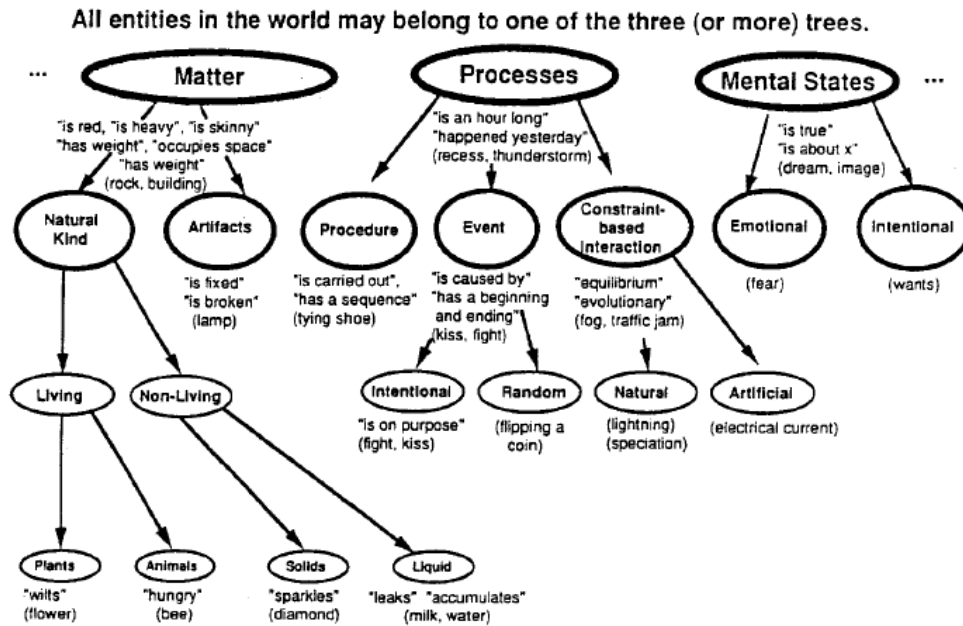 All entities in the world may belong to one of the three (or more) trees.
...
Matter
Processes
Mental States
...
"is red, "is heavy", "is skinny"
"has weight", "occupies space"
"has weight"
(rock, building)
"is an hour long"
"happened yesterday"
(recess, thunderstorm)
"is true"
"is about x"
(dream, image)
Natural
Kind
Artifacts
Procedure
Event
Constraint-
based
Interaction
Emotional
Intentional
"is fixed"
"is broken"
(lamp)
"is carried out",
"has a sequence"
(tying shoe)
"is caused by"
"has a beginning
and ending"
(kiss, fight)
"equilibrium"
"evolutionary"
(fog, traffic jam)
(fear)
(wants)
Living
Non-Living
Intentional
Random
Natural
Artificial
"is on purpose"
(fight, kiss)
(flipping a
coin)
(lightning)
(speciation)
(electrical current)
Plants
Animals
Solids
Liquid
"wilts"
(flower)
"hungry"
(bee)
"sparkles"
(diamond)
"leaks" "accumulates"
(milk, water)